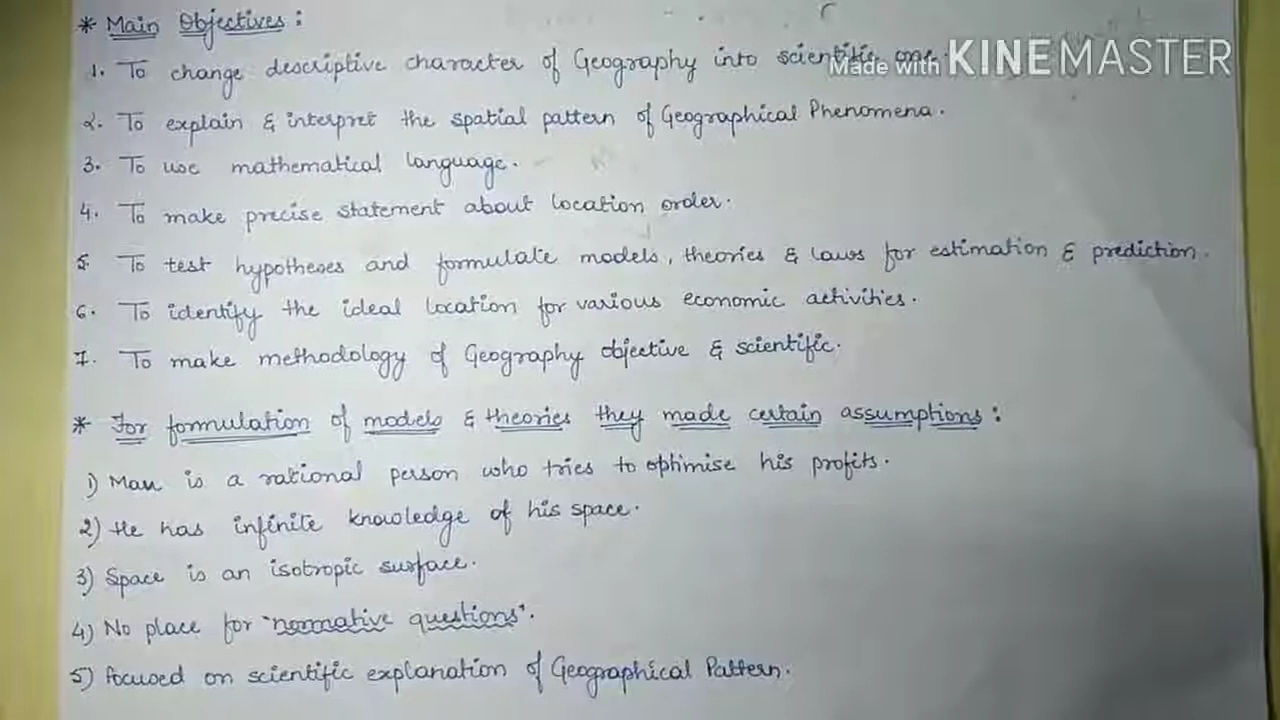 * Main Objectives :
1. To change descriptive character of Geography into scientific one.
Made with KINEMASTER
2. To explain & interpret the spatial pattern of Geographical Phenomena.
3. To use mathematical language.
4. To make precise statement about location order.
5. To test hypotheses and formulate models, theories & laws for estimation & prediction.
6. To identify the ideal location for various economic activities.
7. To make methodology of Geography objective & scientific.
* For formulation of models & theories they made certain assumptions :
1) Man is a rational person who tries to optimise his profits.
2) He has infinite knowledge of his space.
3) Space is an isotropic surface.
4) No place for "normative questions".
5) Focused on scientific explanation of Geographical Pattern.